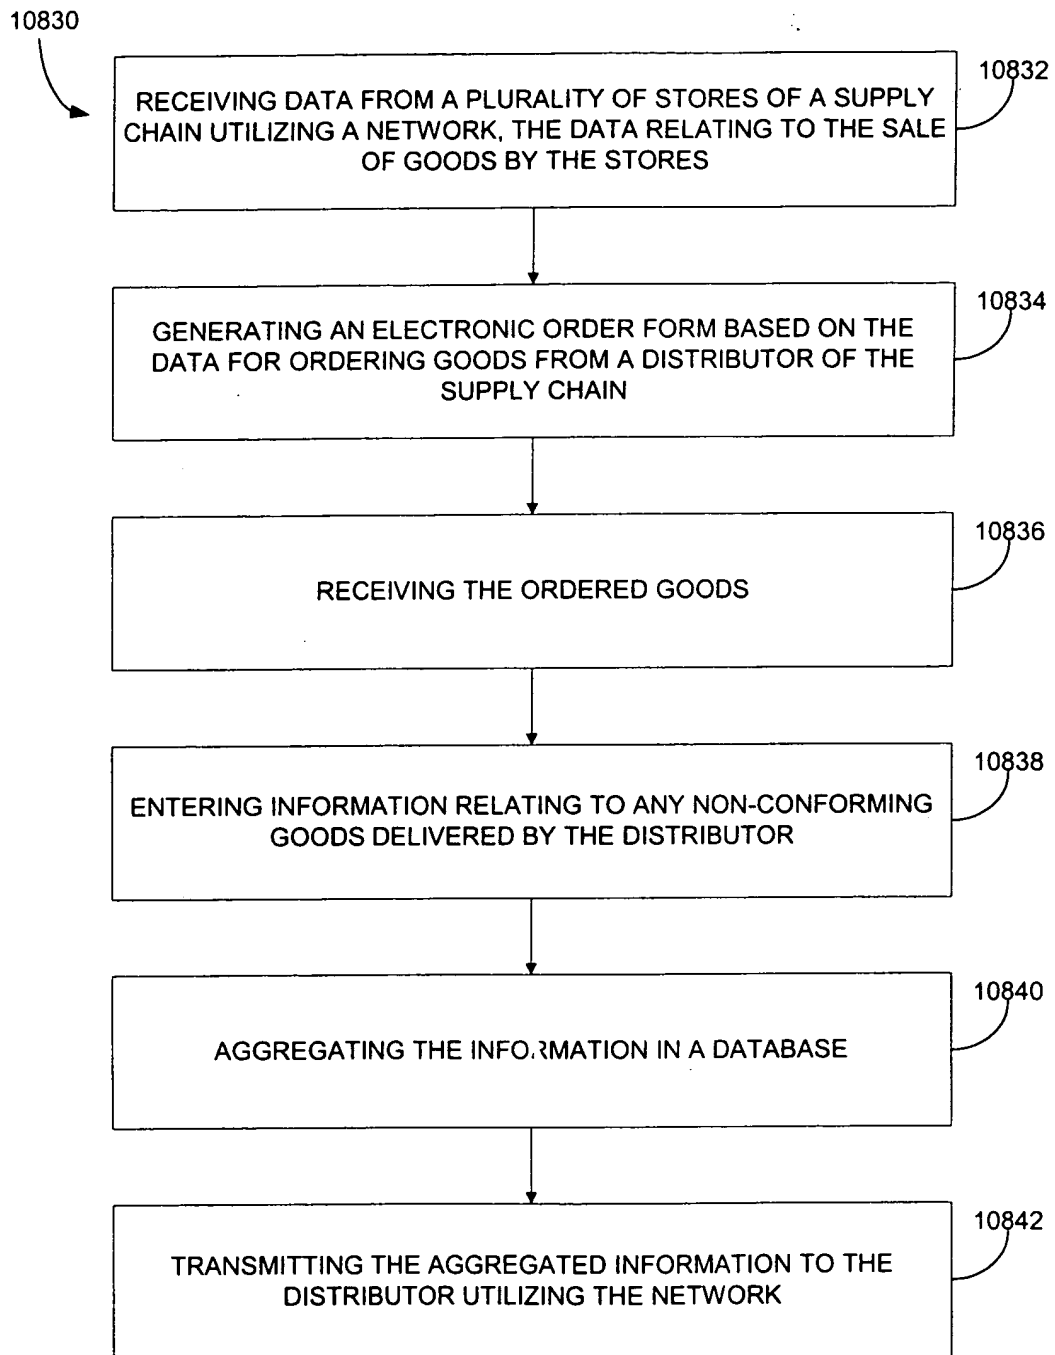 10830
10832
RECEIVING DATA FROM A PLURALITY OF STORES OF A SUPPLY
CHAIN UTILIZING A NETWORK, THE DATA RELATING TO THE SALE
OF GOODS BY THE STORES
10834
GENERATING AN ELECTRONIC ORDER FORM BASED ON THE
DATA FOR ORDERING GOODS FROM A DISTRIBUTOR OF THE
SUPPLY CHAIN
10836
RECEIVING THE ORDERED GOODS
10838
ENTERING INFORMATION RELATING TO ANY NON-CONFORMING
GOODS DELIVERED BY THE DISTRIBUTOR
10840
AGGREGATING THE INFORMATION IN A DATABASE
10842
TRANSMITTING THE AGGREGATED INFORMATION TO THE
DISTRIBUTOR UTILIZING THE NETWORK